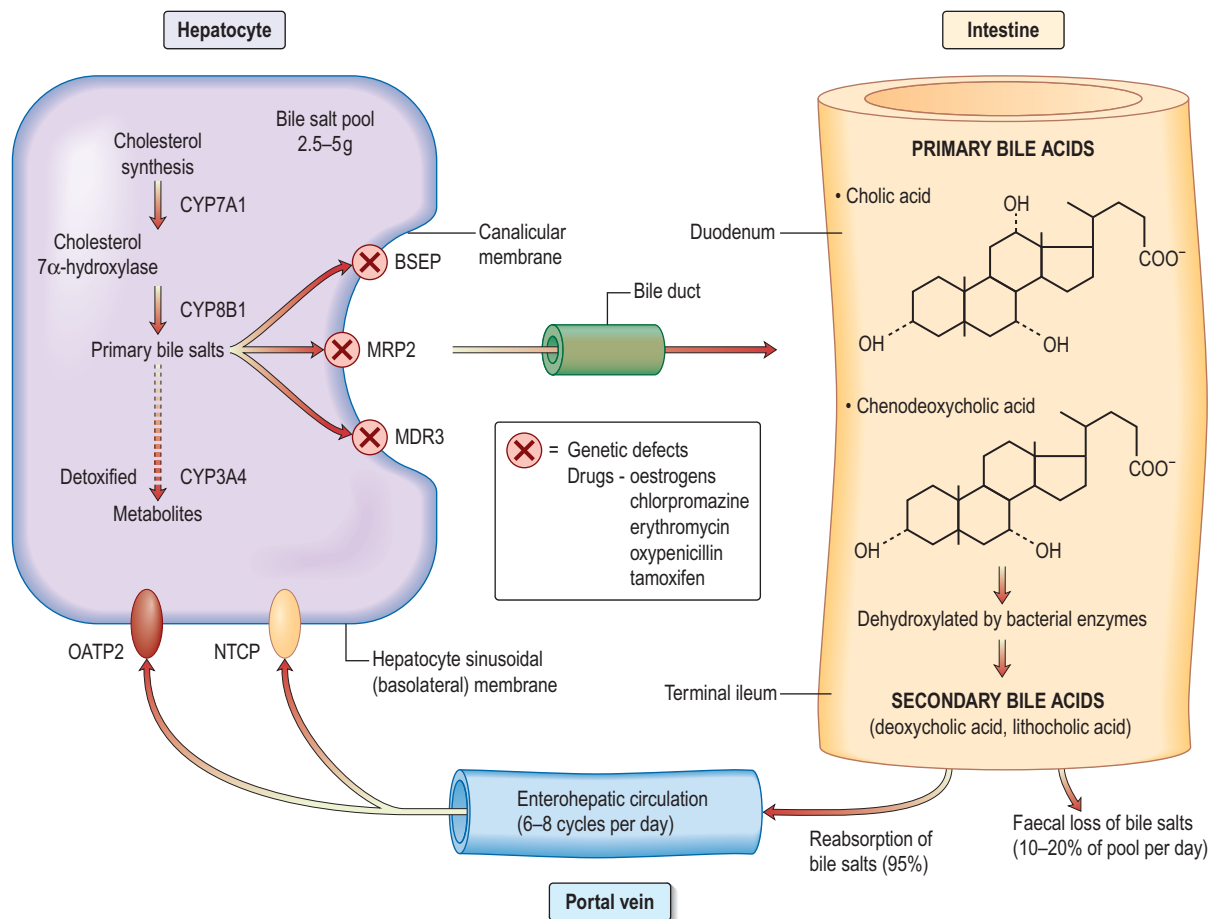 Hepatocyte
Intestine
Bile salt pool
2.5–5g
Cholesterol
synthesis
CYP7A1
Cholesterol
7α-hydroxylase
CYP8B1
Primary bile salts
Detoxified
CYP3A4
Metabolites
BSEP
MRP2
MDR3
Canalicular
membrane
Bile duct
= Genetic defects
Drugs - oestrogens
chlorpromazine
erythromycin
oxypenicillin
tamoxifen
OATP2
NTCP
Hepatocyte sinusoidal
(basolateral) membrane
Duodenum
PRIMARY BILE ACIDS
• Cholic acid
OH
COO⁻
OH
OH
• Chenodeoxycholic acid
COO⁻
OH
OH
Dehydroxylated by bacterial enzymes
Terminal ileum
SECONDARY BILE ACIDS
(deoxycholic acid, lithocholic acid)
Enterohepatic circulation
(6–8 cycles per day)
Reabsorption of
bile salts (95%)
Faecal loss of bile salts
(10–20% of pool per day)
Portal vein